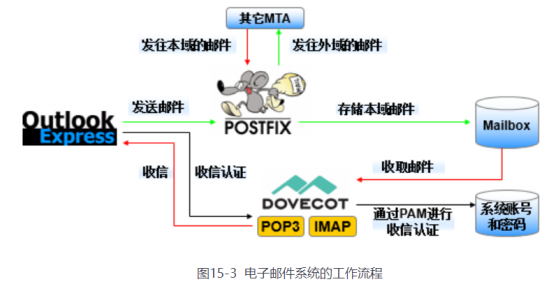 其它MTA
发往本域的邮件
发往外域的邮件
发送邮件
存储本域邮件
Outlook
Express
POSTFIX
Mailbox
收取邮件
收信
收信认证
DOVECOT
POP3
IMAP
通过PAM进行
收信认证
系统账号
和密码
图15-3 电子邮件系统的工作流程